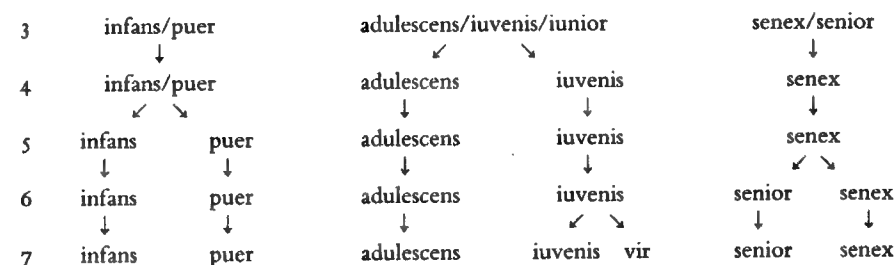 3 infans/puer adulescens/iuvenis/iunior senex/senior
4 infans/puer adulescens iuvenis senex
5 infans puer adulescens iuvenis senex
6 infans puer adulescens iuvenis senior senex
7 infans puer adulescens iuvenis vir senior senex